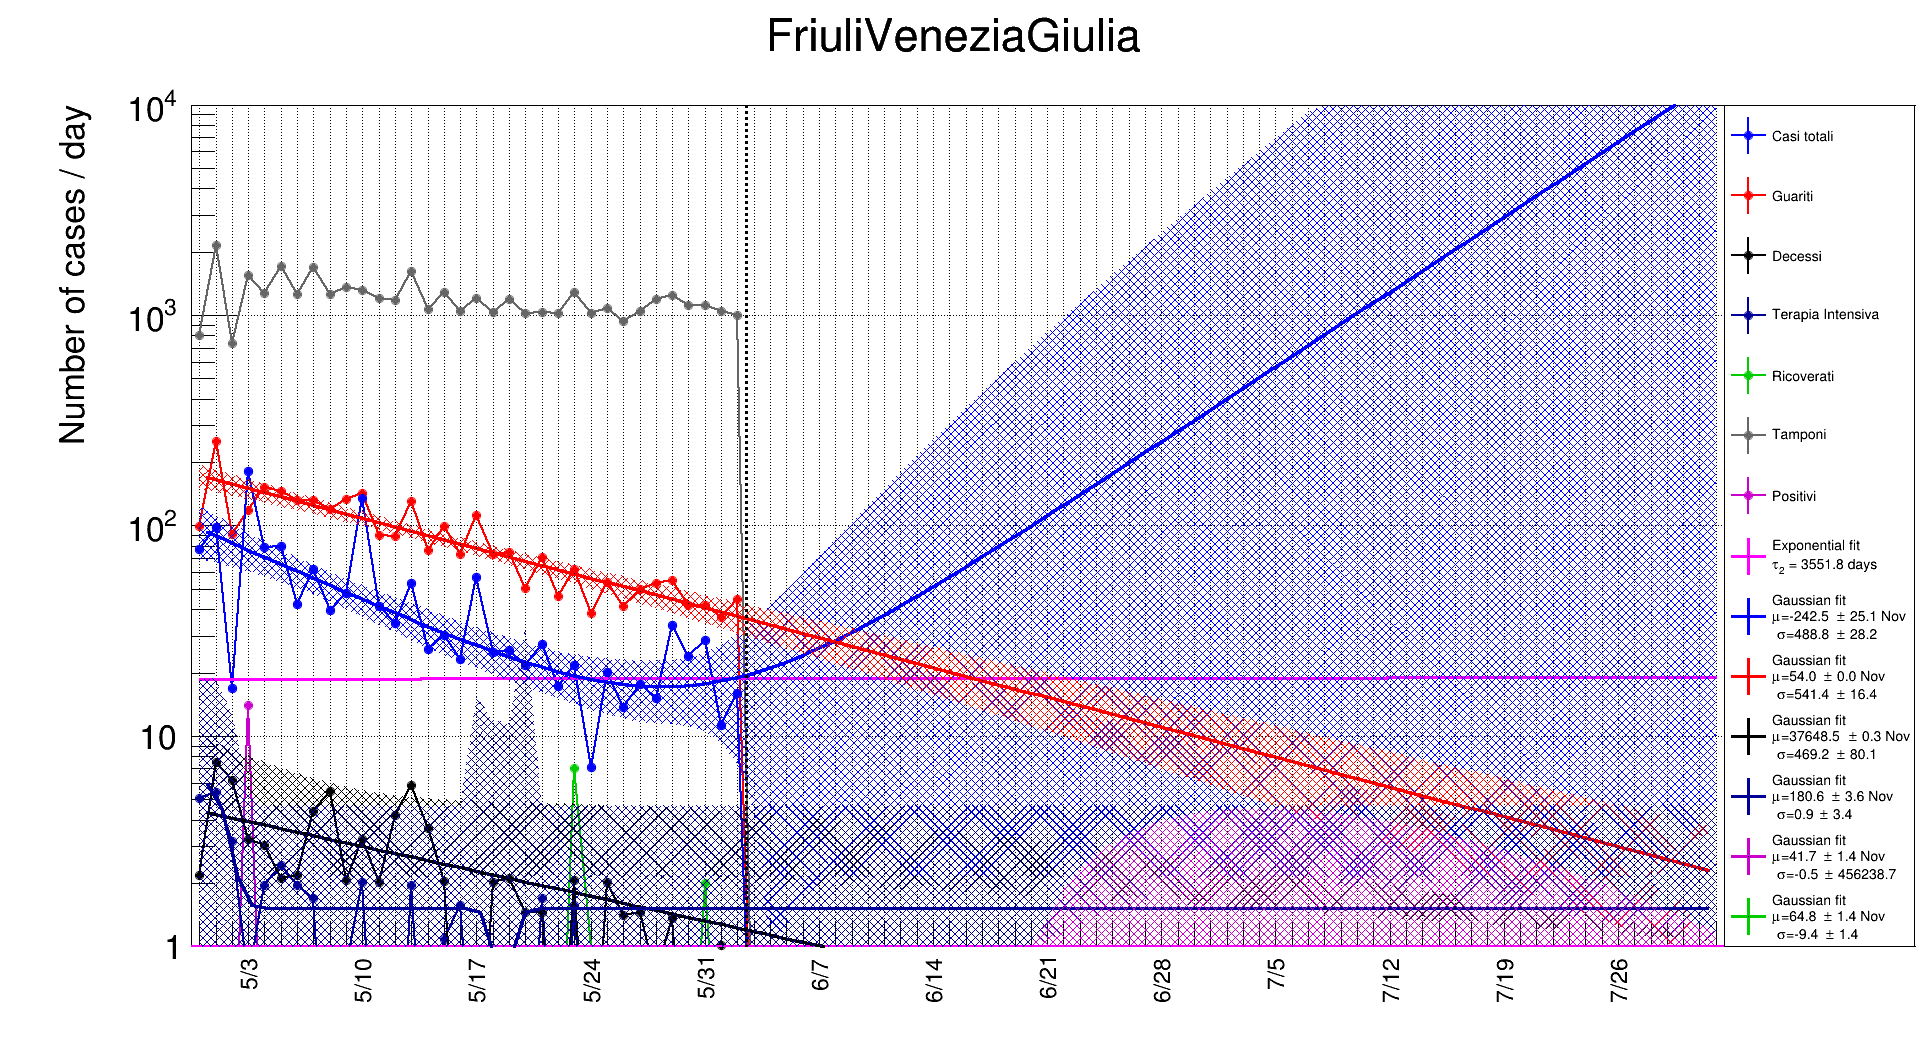 FriuliVeneziaGiulia
Number of cases / day
10⁴
10³
10²
10
1
5/3
5/10
5/17
5/24
5/31
6/7
6/14
6/21
6/28
7/5
7/12
7/19
7/26
Casi totali
Guariti
Decessi
Terapia Intensiva
Ricoverati
Tamponi
Positivi
Exponential fit
τ₂ = 3551.8 days
Gaussian fit
μ=-242.5 ± 25.1 Nov
σ=488.8 ± 28.2
Gaussian fit
μ=54.0 ± 0.0 Nov
σ=541.4 ± 16.4
Gaussian fit
μ=37648.5 ± 0.3 Nov
σ=469.2 ± 80.1
Gaussian fit
μ=180.6 ± 3.6 Nov
σ=0.9 ± 3.4
Gaussian fit
μ=41.7 ± 1.4 Nov
σ=-0.5 ± 456238.7
Gaussian fit
μ=64.8 ± 1.4 Nov
σ=-9.4 ± 1.4